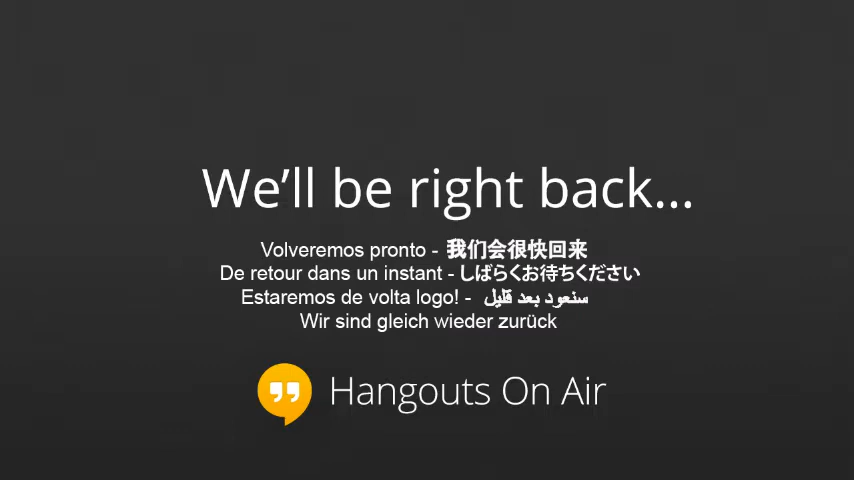 We'll be right back...
Volveremos pronto - 我们会很快回来
De retour dans un instant - しばらくお待ちください
Estaremos de volta logo! - سنعود بعد قليل
Wir sind gleich wieder zurück
Hangouts On Air